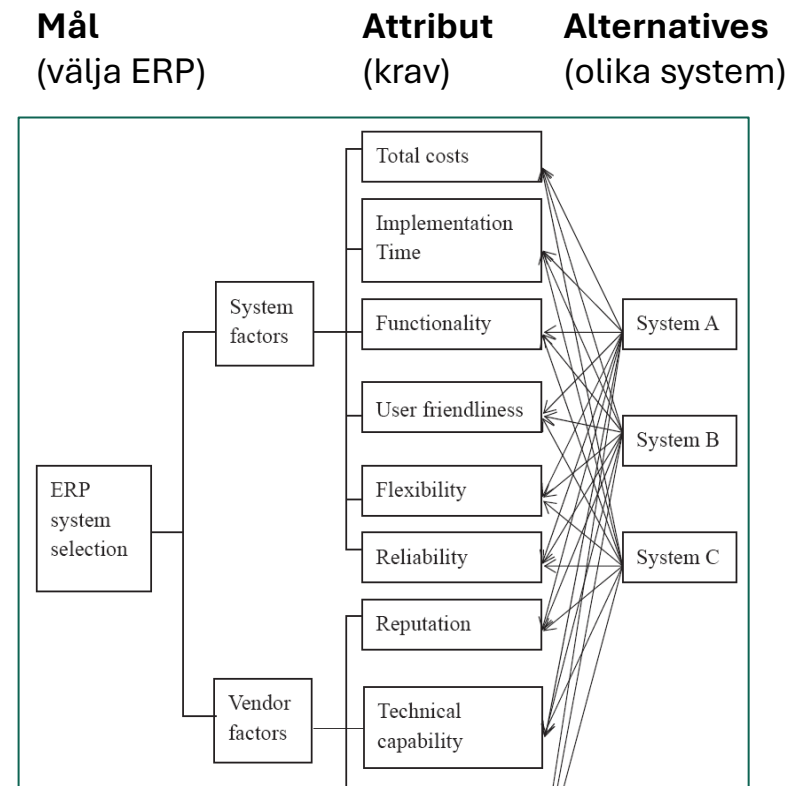 Mål
(välja ERP)
Attribut
(krav)
Alternatives
(olika system)
Total costs
Implementation
Time
Functionality
User friendliness
Flexibility
Reliability
Reputation
Technical
capability
System
factors
Vendor
factors
ERP
system
selection
System A
System B
System C